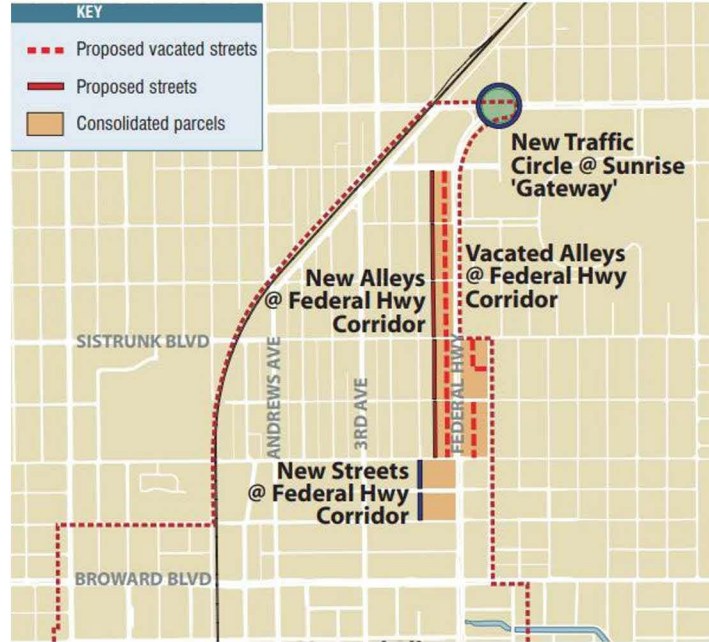 KEY
Proposed vacated streets
Proposed streets
Consolidated parcels
New Traffic
Circle @ Sunrise
'Gateway'
New Alleys
@ Federal Hwy
Corridor
Vacated Alleys
@ Federal Hwy
Corridor
SISTRUNK BLVD
ANDREWS AVE
3RD AVE
FEDERAL HWY
New Streets
@ Federal Hwy
Corridor
BROWARD BLVD